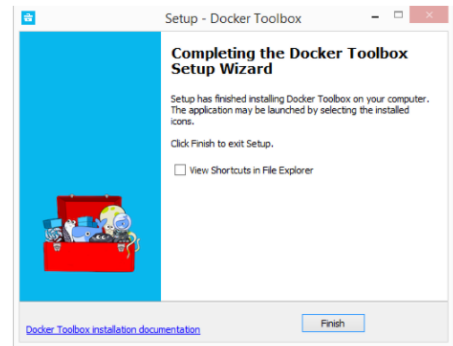 Setup - Docker Toolbox
Completing the Docker Toolbox
Setup Wizard
Setup has finished installing Docker Toolbox on your computer.
The application may be launched by selecting the installed
icons.
Click Finish to exit Setup.
View Shortcuts in File Explorer
Docker Toolbox installation documentation
Finish